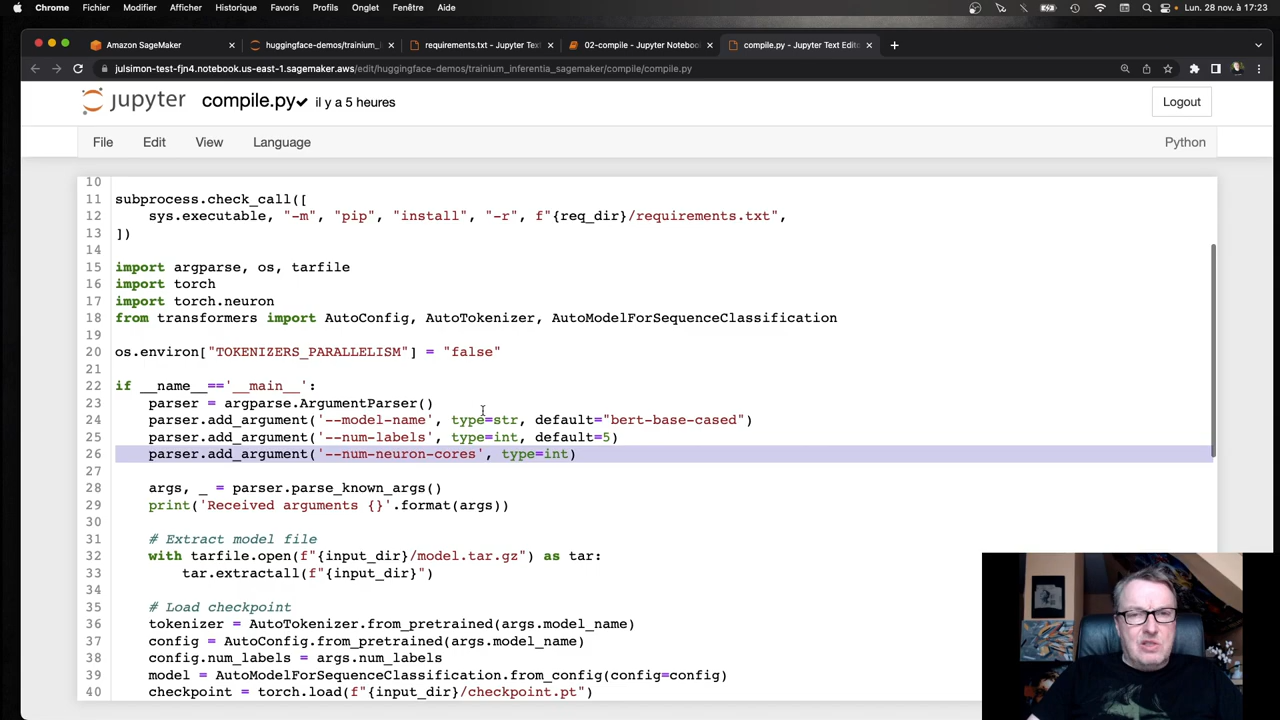 Chrome Fichier Modifier Afficher Historique Favoris Profils Onglet Fenêtre Aide Lun. 28 nov. à 17:23
Amazon SageMaker huggingface-demos/trainium_i requirements.txt - Jupyter Text 02-compile - Jupyter Notebook compile.py - Jupyter Text Edito
julsimon-test-fjn4.notebook.us-east-1.sagemaker.aws/edit/huggingface-demos/trainium_inferentia_sagemaker/compile/compile.py
jupyter compile.py✔ il y a 5 heures Logout
File Edit View Language Python
10
11 subprocess.check_call([
12 sys.executable, "-m", "pip", "install", "-r", f"{req_dir}/requirements.txt",
13 ])
14
15 import argparse, os, tarfile
16 import torch
17 import torch.neuron
18 from transformers import AutoConfig, AutoTokenizer, AutoModelForSequenceClassification
19
20 os.environ["TOKENIZERS_PARALLELISM"] = "false"
21
22 if __name__=='__main__':
23 parser = argparse.ArgumentParser()
24 parser.add_argument('--model-name', type=str, default="bert-base-cased")
25 parser.add_argument('--num-labels', type=int, default=5)
26 parser.add_argument('--num-neuron-cores', type=int)
27
28 args, _ = parser.parse_known_args()
29 print('Received arguments {}'.format(args))
30
31 # Extract model file
32 with tarfile.open(f"{input_dir}/model.tar.gz") as tar:
33 tar.extractall(f"{input_dir}")
34
35 # Load checkpoint
36 tokenizer = AutoTokenizer.from_pretrained(args.model_name)
37 config = AutoConfig.from_pretrained(args.model_name)
38 config.num_labels = args.num_labels
39 model = AutoModelForSequenceClassification.from_config(config=config)
40 checkpoint = torch.load(f"{input_dir}/checkpoint.pt")